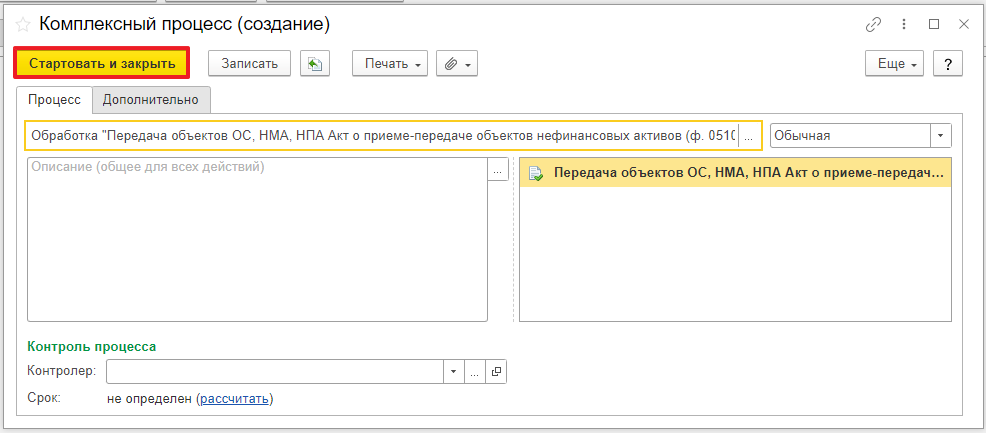 Комплексный процесс (создание)
Стартовать и закрыть Записать Печать Еще ?
Процесс Дополнительно
Обработка "Передача объектов ОС, НМА, НПА Акт о приеме-передаче объектов нефинансовых активов (ф. 0510 ... Обычная
Описание (общее для всех действий) ... Передача объектов ОС, НМА, НПА Акт о приеме-передач...
Контроль процесса
Контролер: ...
Срок: не определен (рассчитать)